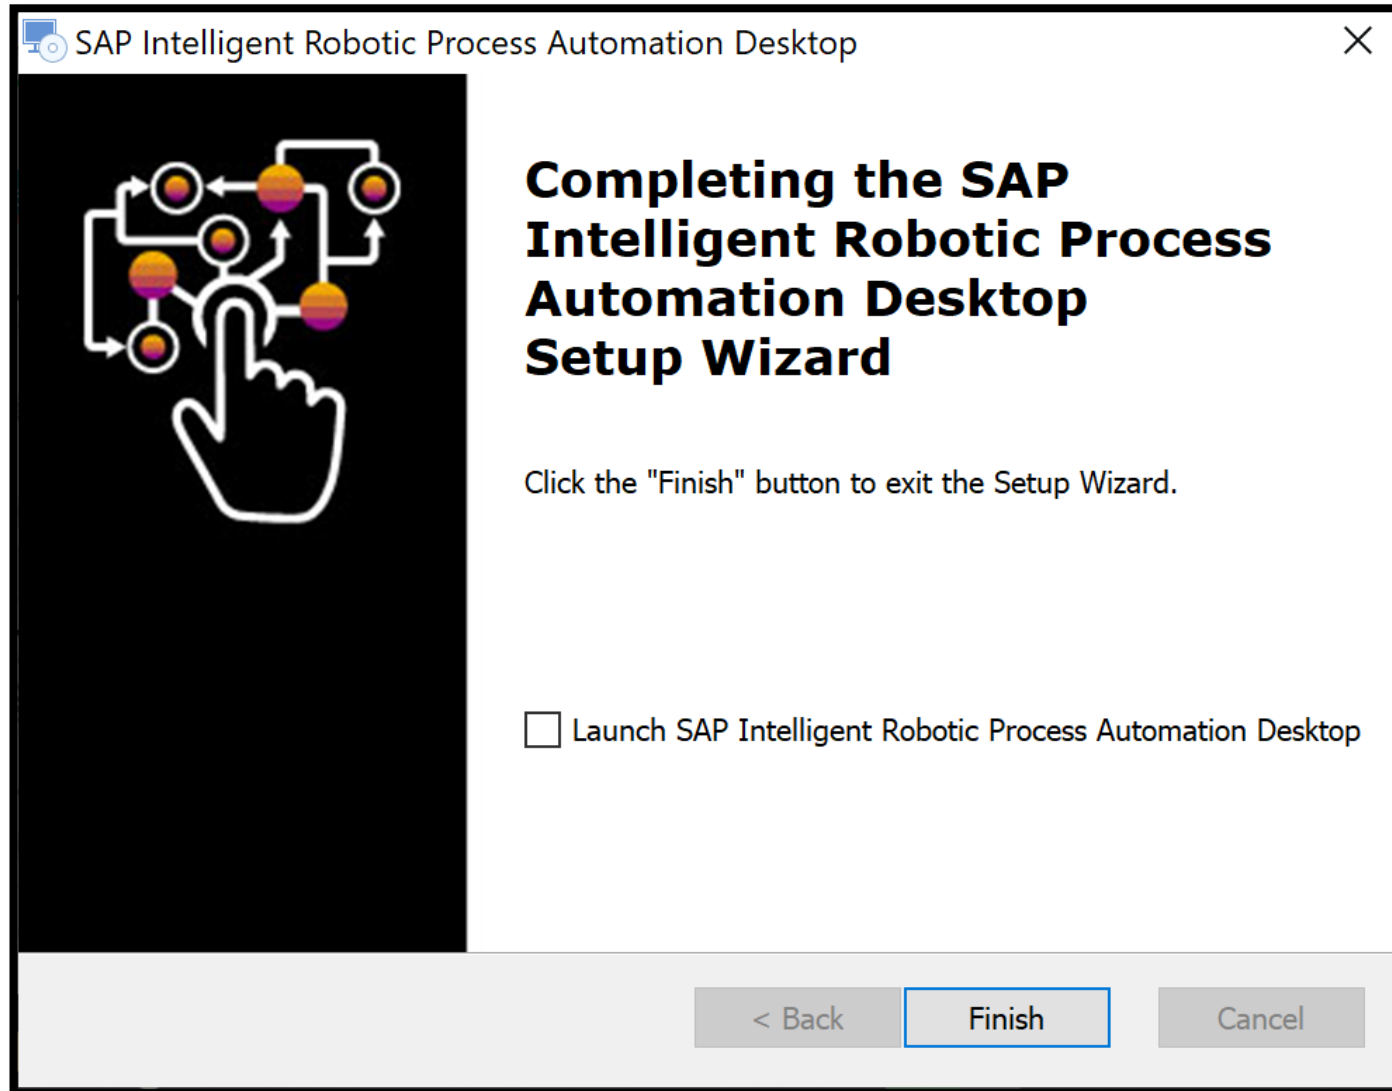 SAP Intelligent Robotic Process Automation Desktop
Completing the SAP
Intelligent Robotic Process
Automation Desktop
Setup Wizard
Click the "Finish" button to exit the Setup Wizard.
Launch SAP Intelligent Robotic Process Automation Desktop
< Back
Finish
Cancel